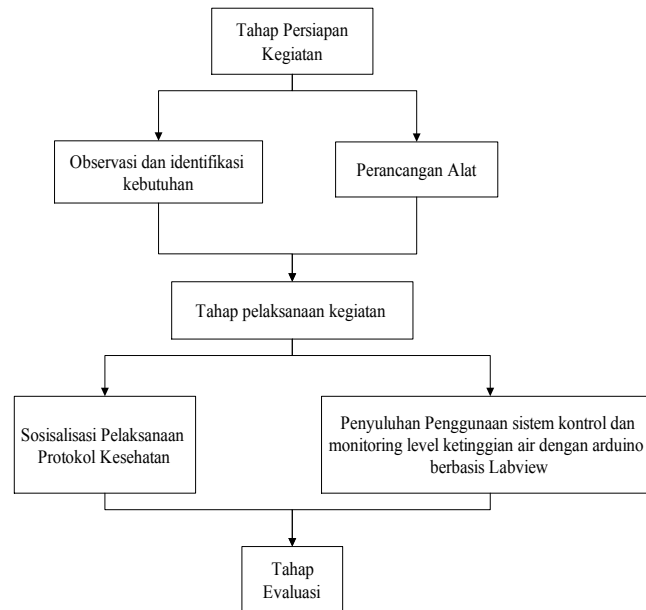 Tahap Persiapan
Kegiatan
Observasi dan identifikasi
kebutuhan
Perancangan Alat
Tahap pelaksanaan kegiatan
Sosisalisasi Pelaksanaan
Protokol Kesehatan
Penyuluhan Penggunaan sistem kontrol dan
monitoring level ketinggian air dengan arduino
berbasis Labview
Tahap
Evaluasi